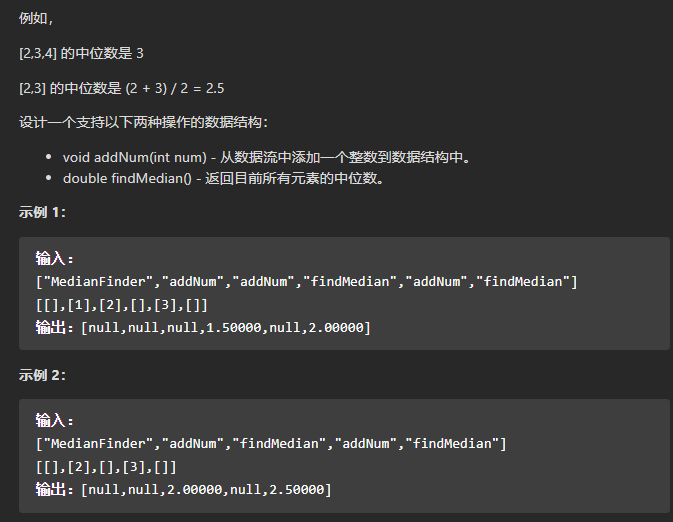 例如，
[2,3,4] 的中位数是 3
[2,3] 的中位数是 (2 + 3) / 2 = 2.5
设计一个支持以下两种操作的数据结构：
• void addNum(int num) - 从数据流中添加一个整数到数据结构中。
• double findMedian() - 返回目前所有元素的中位数。
示例 1：
输入：
["MedianFinder","addNum","addNum","findMedian","addNum","findMedian"]
[[],[1],[2],[],[3],[]]
输出：[null,null,null,1.50000,null,2.00000]
示例 2：
输入：
["MedianFinder","addNum","findMedian","addNum","findMedian"]
[[],[2],[],[3],[]]
输出：[null,null,2.00000,null,2.50000]